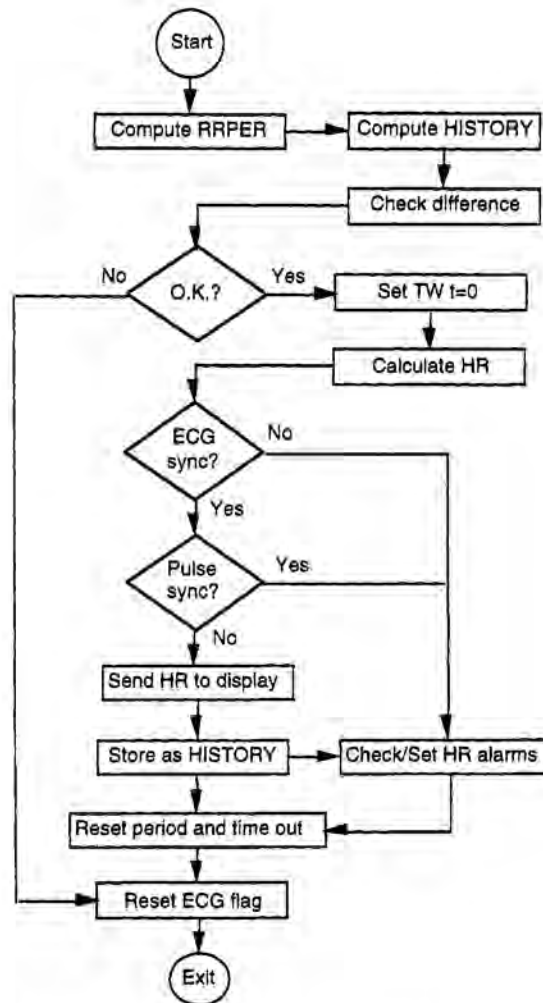 Start
Compute RRPER
Compute HISTORY
Check difference
No
O.K.?
Yes
Set TW t=0
Calculate HR
ECG
sync?
No
Yes
Pulse
sync?
Yes
No
Send HR to display
Store as HISTORY
Check/Set HR alarms
Reset period and time out
Reset ECG flag
Exit